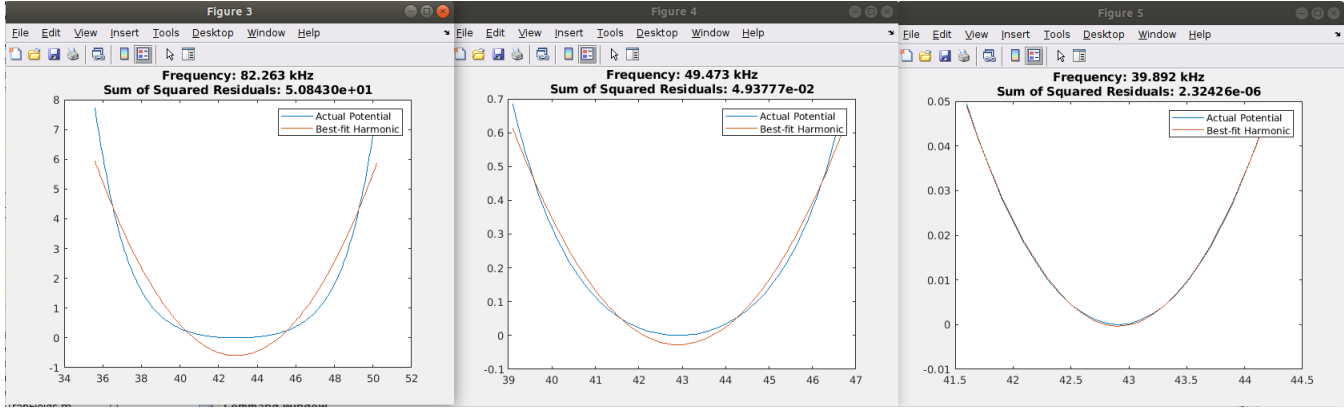 Figure 3
File Edit View Insert Tools Desktop Window Help
Frequency: 82.263 kHz
Sum of Squared Residuals: 5.08430e+01
Actual Potential
Best-fit Harmonic
8
7
6
5
4
3
2
1
0
-1
34 36 38 40 42 44 46 48 50 52
Figure 4
File Edit View Insert Tools Desktop Window Help
Frequency: 49.473 kHz
Sum of Squared Residuals: 4.93777e-02
Actual Potential
Best-fit Harmonic
0.7
0.6
0.5
0.4
0.3
0.2
0.1
0
-0.1
39 40 41 42 43 44 45 46 47
Figure 5
File Edit View Insert Tools Desktop Window Help
Frequency: 39.892 kHz
Sum of Squared Residuals: 2.32426e-06
Actual Potential
Best-fit Harmonic
0.05
0.04
0.03
0.02
0.01
0
-0.01
41.5 42 42.5 43 43.5 44 44.5